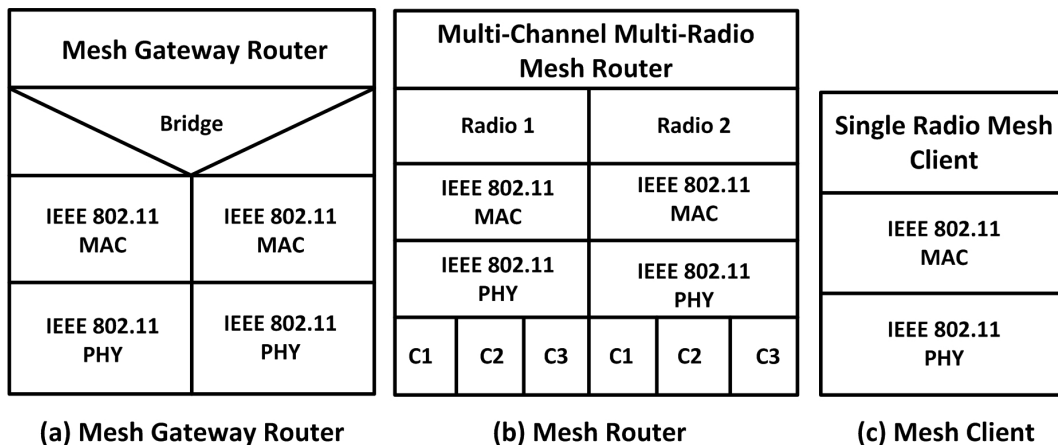 Mesh Gateway Router
Bridge
IEEE 802.11
MAC
IEEE 802.11
MAC
IEEE 802.11
PHY
IEEE 802.11
PHY
(a) Mesh Gateway Router
Multi-Channel Multi-Radio
Mesh Router
Radio 1
Radio 2
IEEE 802.11
MAC
IEEE 802.11
MAC
IEEE 802.11
PHY
IEEE 802.11
PHY
C1
C2
C3
C1
C2
C3
(b) Mesh Router
Single Radio Mesh
Client
IEEE 802.11
MAC
IEEE 802.11
PHY
(c) Mesh Client